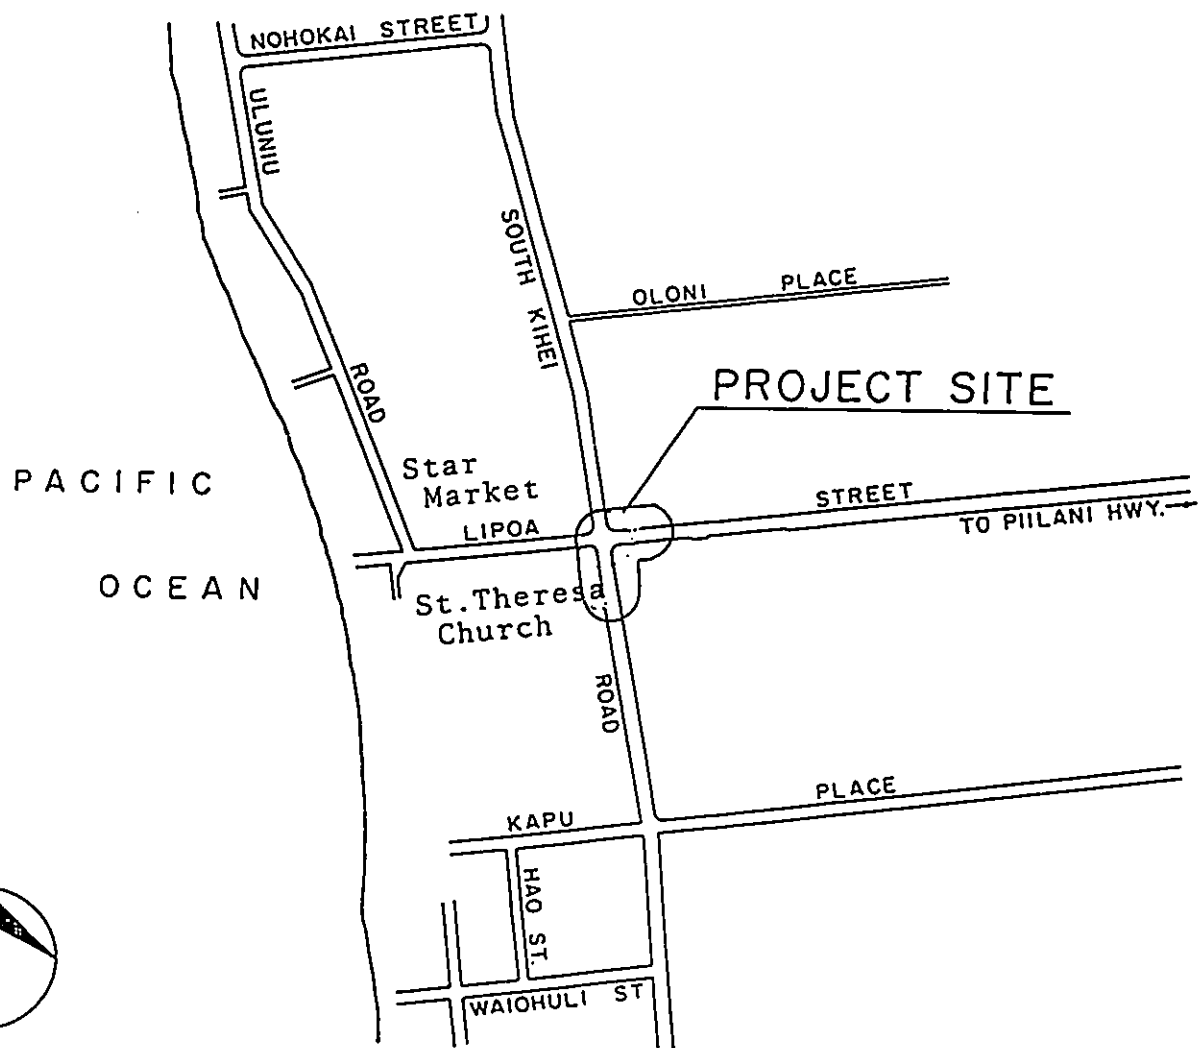 NOHOKAI STREET
ULUNIU
ROAD
SOUTH KIHEI
OLONI PLACE
PROJECT SITE
PACIFIC
OCEAN
Star
Market
LIPOA
STREET
TO PIILANI HWY.
St.Theresa
Church
ROAD
KAPU
PLACE
HAO ST.
WAIOHULI ST